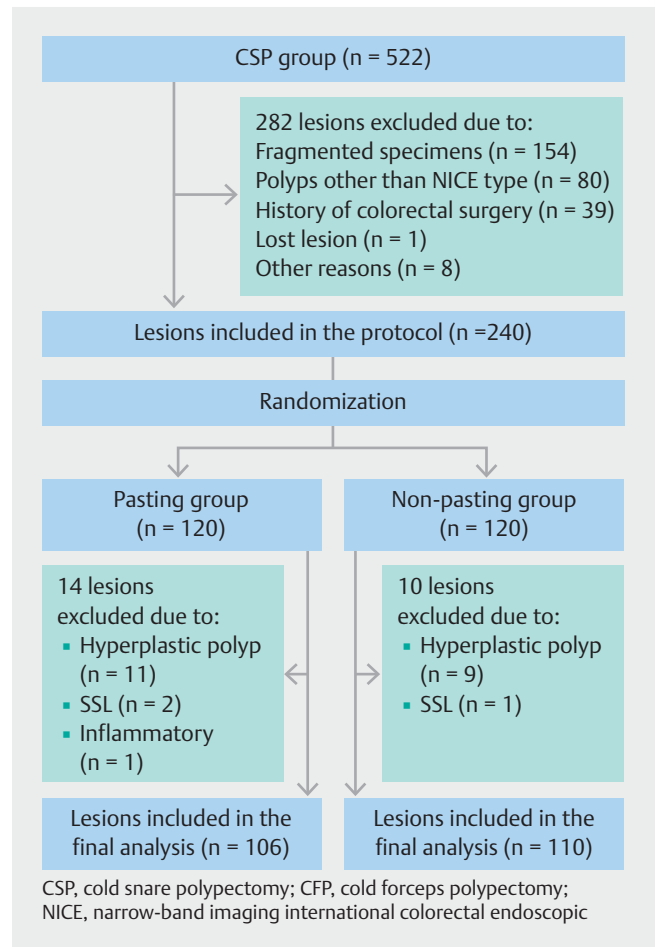 CSP group (n = 522)
282 lesions excluded due to:
Fragmented specimens (n = 154)
Polyps other than NICE type (n = 80)
History of colorectal surgery (n = 39)
Lost lesion (n = 1)
Other reasons (n = 8)
Lesions included in the protocol (n =240)
Randomization
Pasting group
(n = 120)
Non-pasting group
(n = 120)
14 lesions
excluded due to:
▪ Hyperplastic polyp
(n = 11)
▪ SSL (n = 2)
▪ Inflammatory
(n = 1)
10 lesions
excluded due to:
▪ Hyperplastic polyp
(n = 9)
▪ SSL (n = 1)
Lesions included in the
final analysis (n = 106)
Lesions included in the
final analysis (n = 110)
CSP, cold snare polypectomy; CFP, cold forceps polypectomy;
NICE, narrow-band imaging international colorectal endoscopic